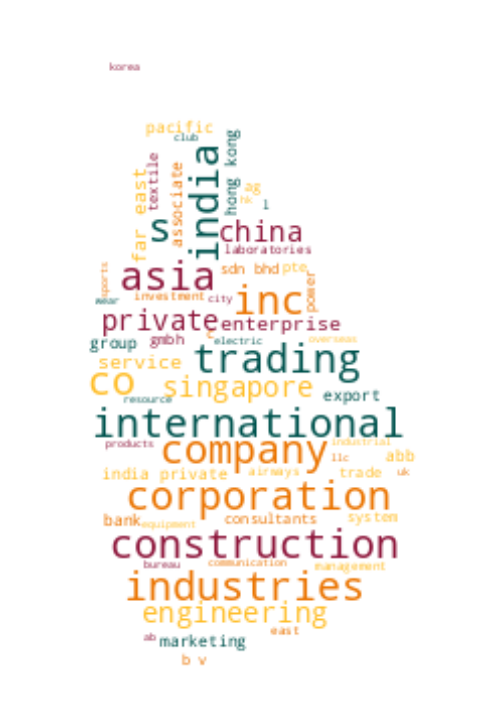 korea
pacific
club
hong kong
india
textile
associate
far east
ag
hk
l
s
china
laboratories
sports
asia
sdn bhd
pte
power
wear
investment
city
inc
private
enterprise
group
gmbh
electric
overseas
trading
service
co
singapore
resource
export
international
products
company
industrial
llc
abb
india private
airways
trade
uk
corporation
bank
equipment
consultants
system
construction
bureau
communication
management
industries
engineering
east
ab
marketing
b v